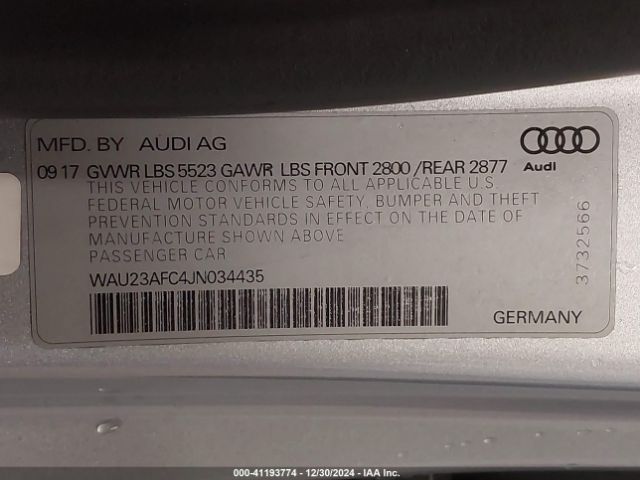 MFD. BY AUDI AG
Audi
09 17 GVWR LBS 5523 GAWR LBS FRONT 2800 /REAR 2877
THIS VEHICLE CONFORMS TO ALL APPLICABLE U.S.
FEDERAL MOTOR VEHICLE SAFETY, BUMPER AND THEFT
PREVENTION STANDARDS IN EFFECT ON THE DATE OF
MANUFACTURE SHOWN ABOVE
PASSENGER CAR
3732566
WAU23AFC4JN034435
GERMANY
000-41193774 - 12/30/2024 - IAA Inc.